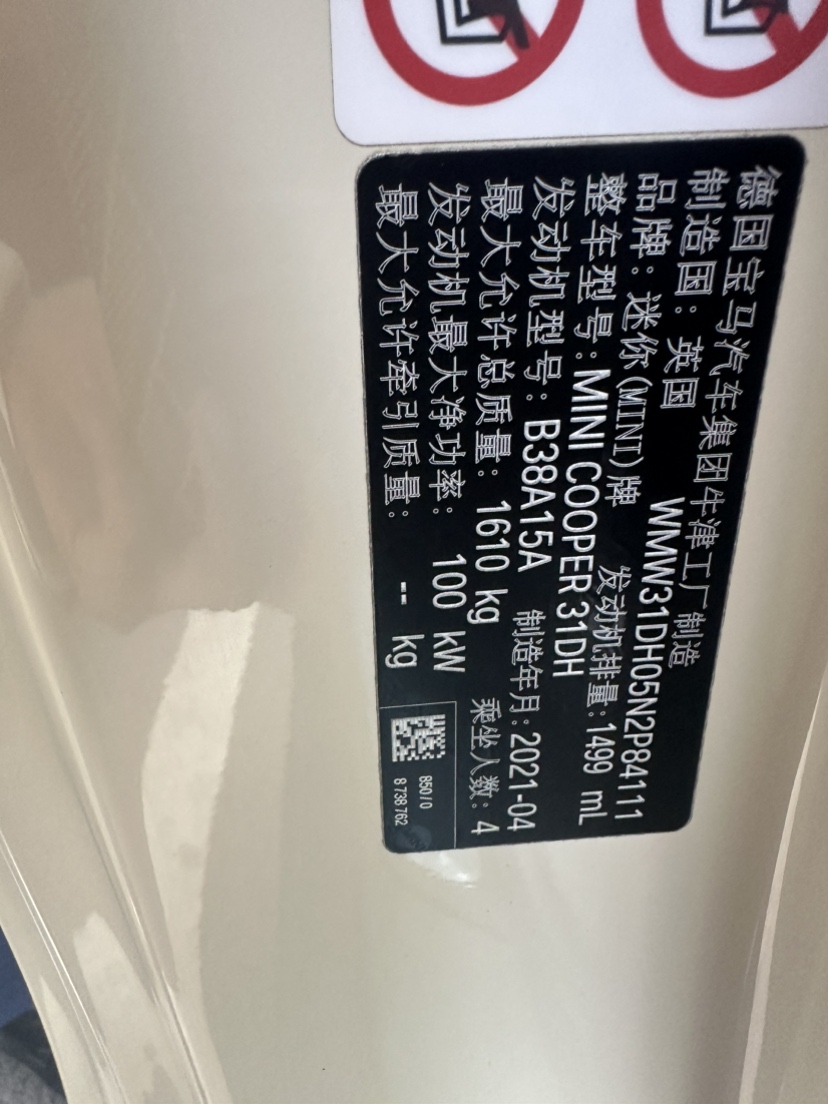 德国宝马汽车集团牛津工厂制造
制造国：英国 WMW31DH05N2P84111
品牌：迷你(MINI)牌 发动机排量：1499 mL
整车型号：MINI COOPER 31DH
发动机型号：B38A15A 制造年月：2021-04
最大允许总质量：1610 kg 乘坐人数：4
发动机最大净功率：100 kW
最大允许牵引质量：-- kg
850/0
8 738 762